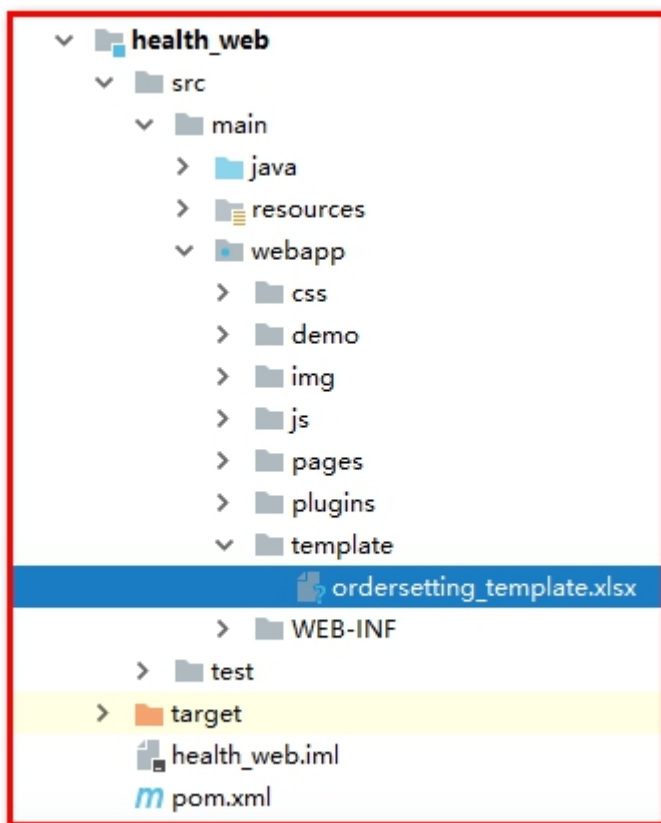 health_web
src
main
java
resources
webapp
css
demo
img
js
pages
plugins
template
ordersetting_template.xlsx
WEB-INF
test
target
health_web.iml
m pom.xml